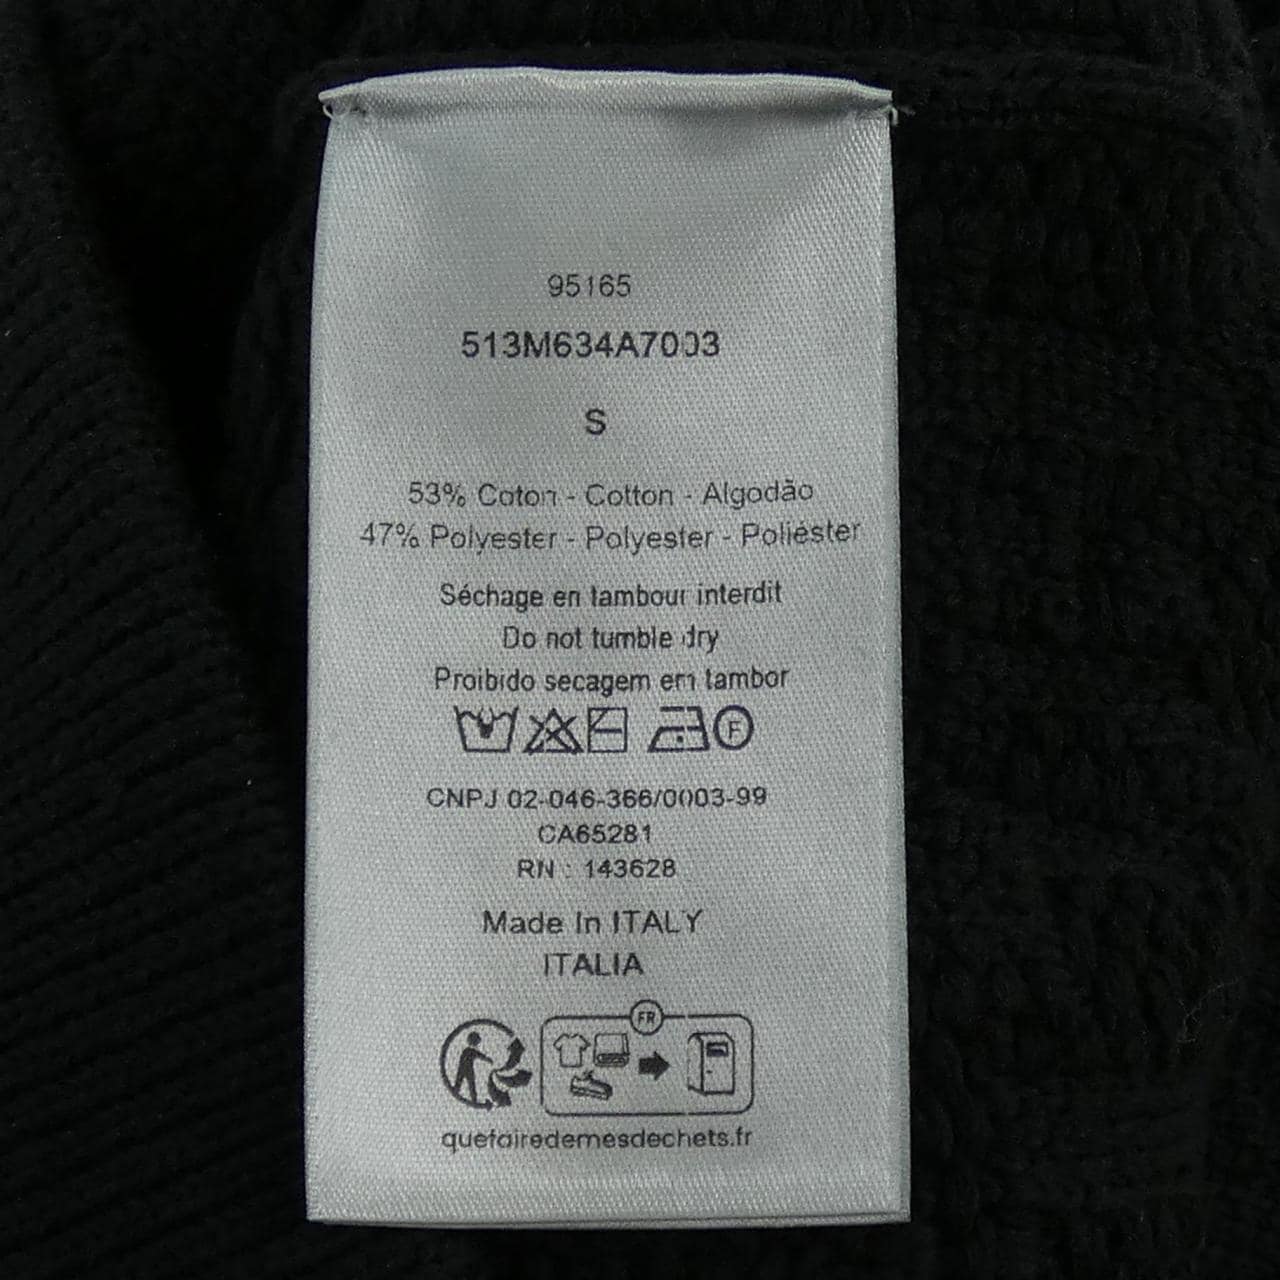 95165
513M634A7003
S
53% Coton - Cotton - Algodão
47% Polyester - Polyester - Poliéster
Séchage en tambour interdit
Do not tumble dry
Proibido secagem em tambor
F
CNPJ 02-046-366/0003-99
CA65281
RN : 143628
Made In ITALY
ITALIA
FR
quefairedemesdechets.fr